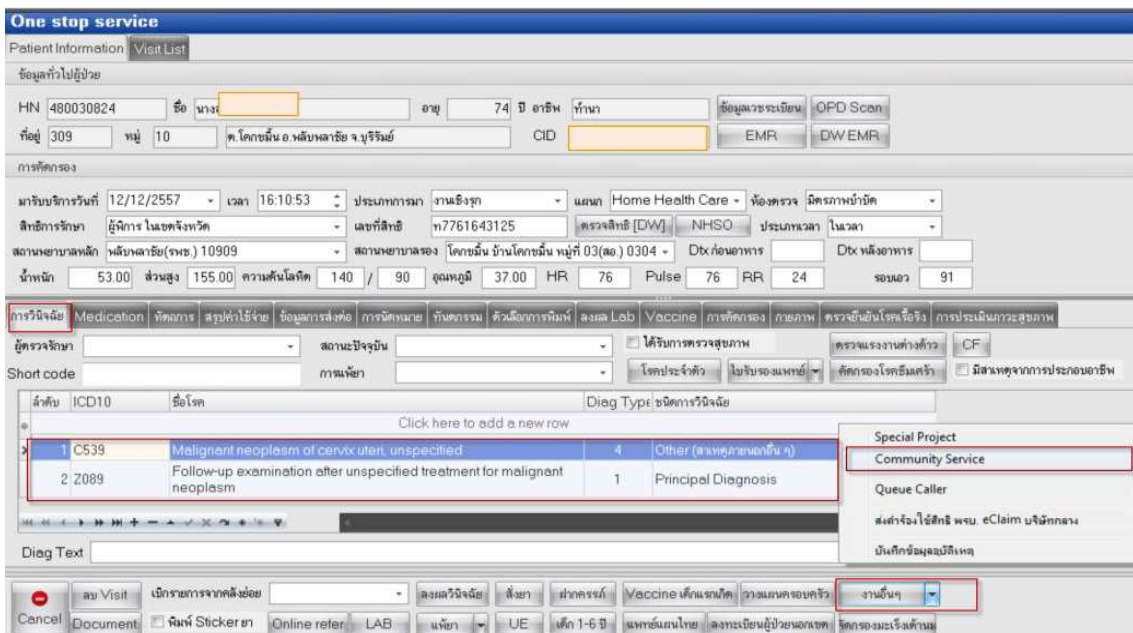 One stop service
Patient Information Visit List
ข้อมูลทั่วไปผู้ป่วย
HN 480030824 ชื่อ นาง อายุ 74 ปี อาชีพ ทำนา ข้อมูลเวชระเบียน OPD Scan
ที่อยู่ 309 หมู่ 10 ต.โคกขมิ้น อ.พลับพลาชัย จ.บุรีรัมย์ CID EMR DW EMR
การคัดกรอง
มารับบริการวันที่ 12/12/2557 เวลา 16:10:53 ประเภทการมา งานเชิงรุก แผนก Home Health Care ห้องตรวจ มิตรภาพบำบัด
สิทธิการรักษา ผู้พิการ ในเขตจังหวัด เลขที่สิทธิ ท7761643125 ตรวจสิทธิ [DW] NHSO ประเภทเวลา ในเวลา
สถานพยาบาลหลัก พลับพลาชัย(รพช.) 10909 สถานพยาบาลรอง โคกขมิ้น บ้านโคกขมิ้น หมู่ที่ 03(สอ.) 0304 Dtx ก่อนอาหาร Dtx หลังอาหาร
น้ำหนัก 53.00 ส่วนสูง 155.00 ความดันโลหิต 140 / 90 อุณหภูมิ 37.00 HR 76 Pulse 76 RR 24 รอบเอว 91
การวินิจฉัย Medication หัตถการ สรุปค่าใช้จ่าย ข้อมูลการส่งต่อ การนัดหมาย ทันตกรรม ตัวเลือกการพิมพ์ ลงผล Lab Vaccine การคัดกรอง กายภาพ ตรวจยืนยันโรคเรื้อรัง การประเมินภาวะสุขภาพ
ผู้ตรวจรักษา สถานะปัจจุบัน ได้รับการตรวจสุขภาพ ตรวจแรงงานต่างด้าว CF
Short code การแพ้ยา โรคประจำตัว ใบรับรองแพทย์ คัดกรองโรคซึมเศร้า มีสาเหตุจากการประกอบอาชีพ
ลำดับ ICD10 ชื่อโรค Diag Type ชนิดการวินิจฉัย
Click here to add a new row
1 C539 Malignant neoplasm of cervix uteri, unspecified 4 Other (สาเหตุภายนอกอื่น ๆ)
2 Z089 Follow-up examination after unspecified treatment for malignant neoplasm 1 Principal Diagnosis
Special Project
Community Service
Queue Caller
ส่งคำร้องใช้สิทธิ พรบ. eClaim บริษัทกลาง
บันทึกข้อมูลอุบัติเหตุ
Diag Text
Cancel ลบ Visit เบิกรายการจากคลังย่อย ลงผลวินิจฉัย สั่งยา ฝากครรภ์ Vaccine เด็กแรกเกิด วางแผนครอบครัว งานอื่นๆ
Document พิมพ์ Sticker ยา Online refer LAB แพ้ยา UE เด็ก 1-6 ปี แพทย์แผนไทย ลงทะเบียนผู้ป่วยนอกเขต